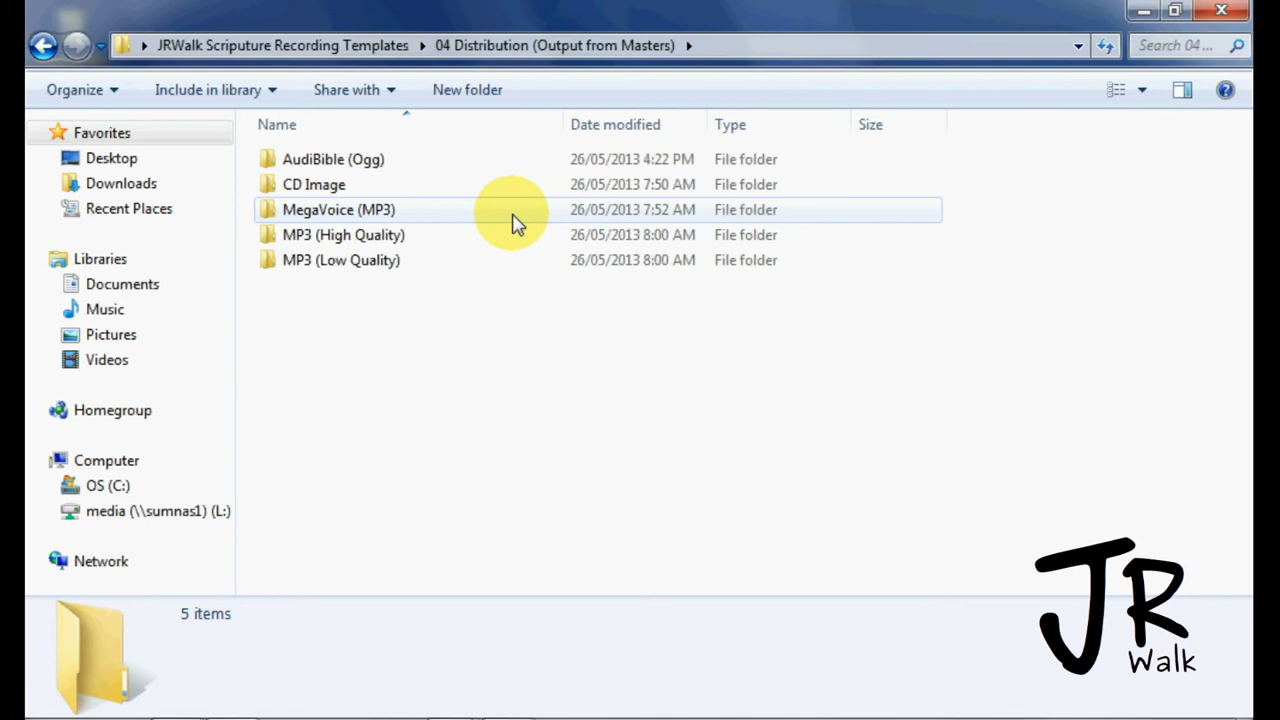 JRWalk Scriputure Recording Templates 04 Distribution (Output from Masters) Search 04 ...
Organize Include in library Share with New folder
Name Date modified Type Size
Favorites
Desktop
Downloads
Recent Places
Libraries
Documents
Music
Pictures
Videos
Homegroup
Computer
OS (C:)
media (\\sumnas1) (L:)
Network
AudiBible (Ogg) 26/05/2013 4:22 PM File folder
CD Image 26/05/2013 7:50 AM File folder
MegaVoice (MP3) 26/05/2013 7:52 AM File folder
MP3 (High Quality) 26/05/2013 8:00 AM File folder
MP3 (Low Quality) 26/05/2013 8:00 AM File folder
5 items
JR
Walk